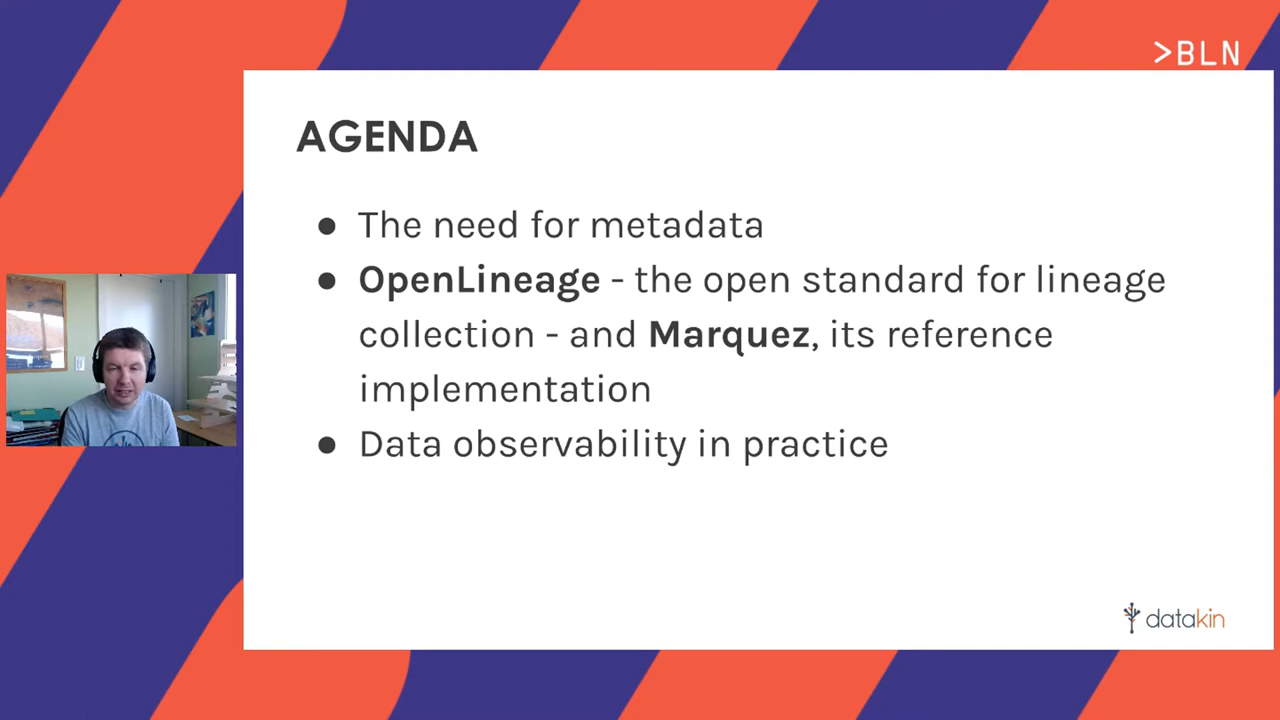 >BLN
AGENDA
● The need for metadata
● OpenLineage - the open standard for lineage
collection - and Marquez, its reference
implementation
● Data observability in practice
datakin